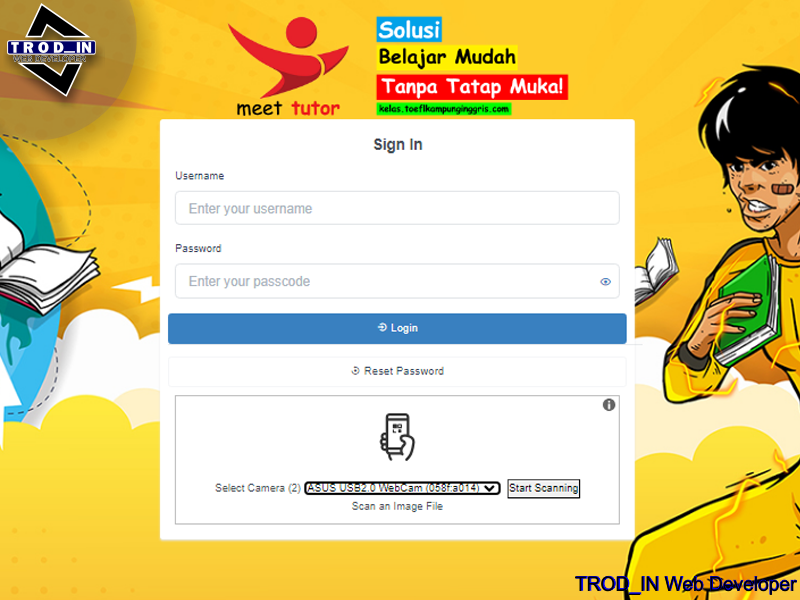 TROD_IN
WEB DEVELOPER
meet tutor
Solusi
Belajar Mudah
Tanpa Tatap Muka!
kelas.toeflkampunginggris.com
Sign In
Username
Enter your username
Password
Enter your passcode
Login
Reset Password
Select Camera (2) ASUS USB2.0 WebCam (058f:a014) Start Scanning
Scan an Image File
TROD_IN Web Developer